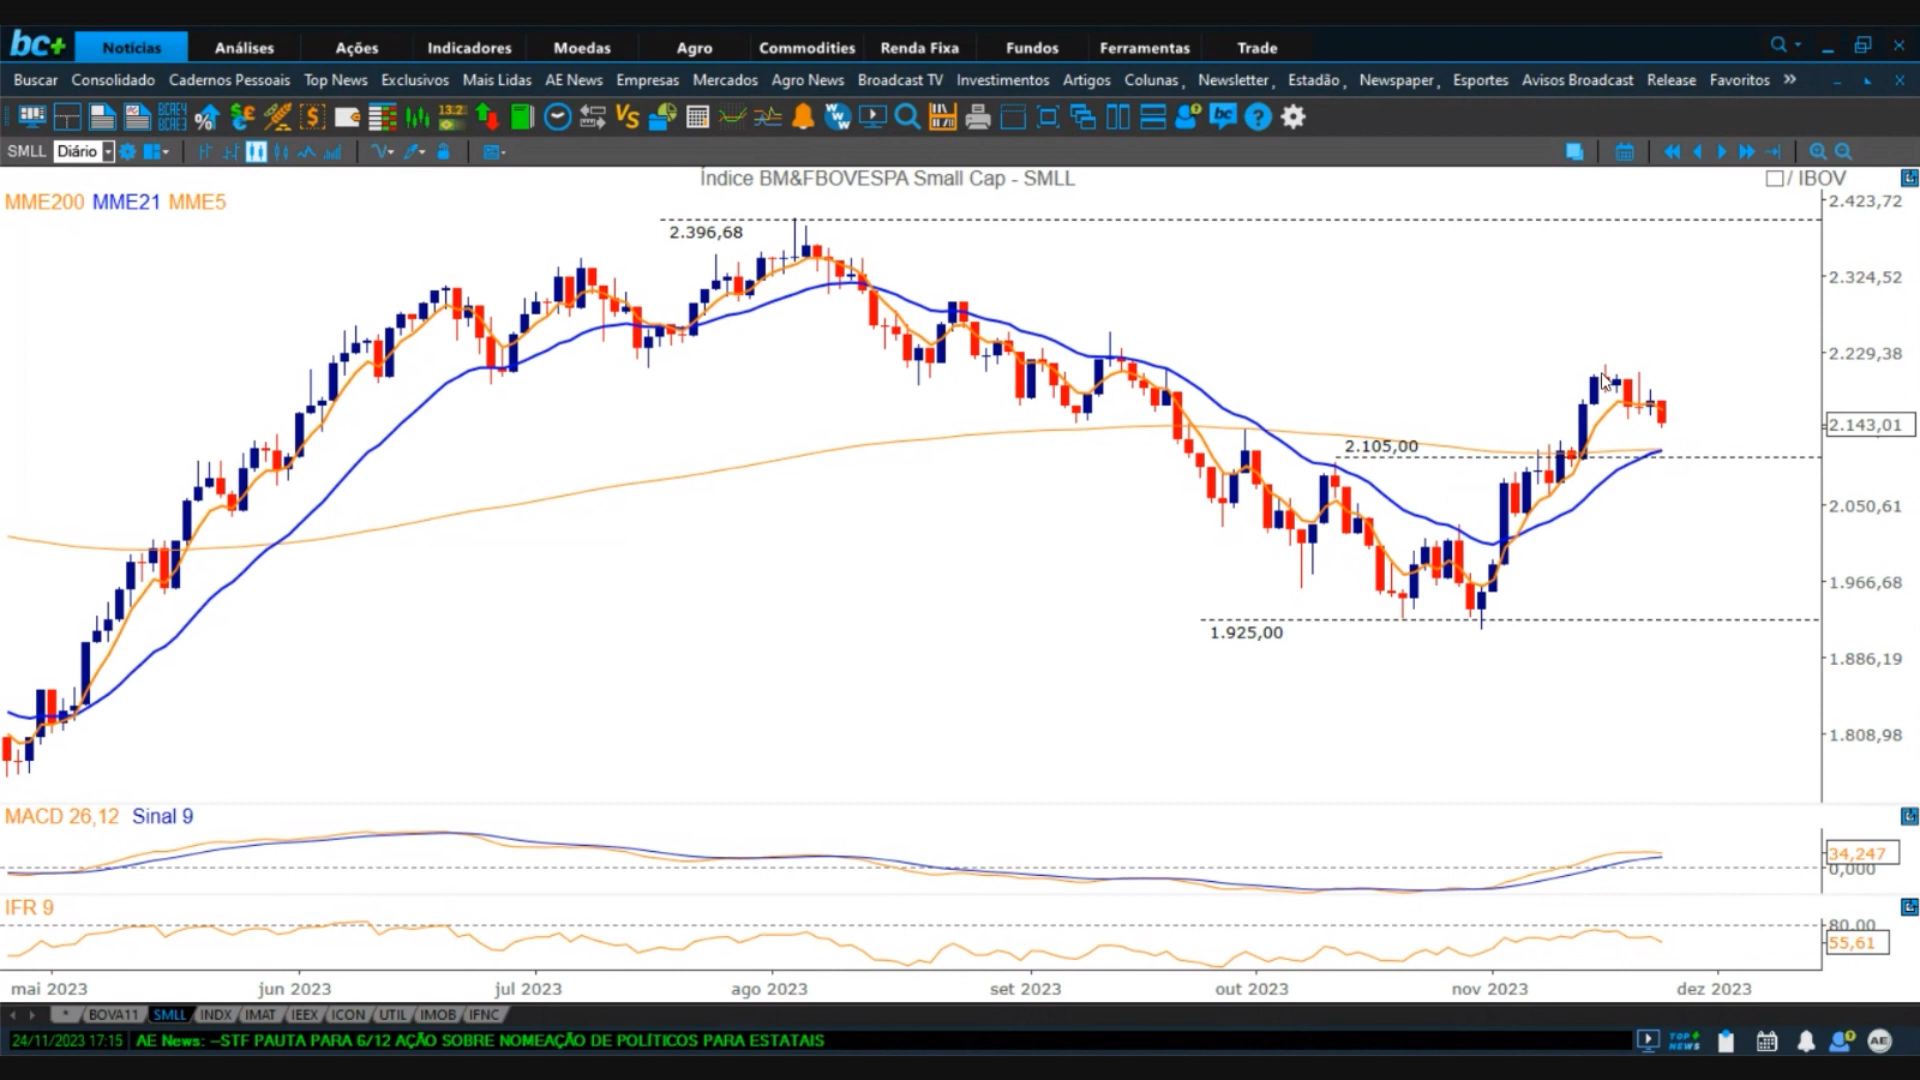 bc+ Notícias Análises Ações Indicadores Moedas Agro Commodities Renda Fixa Fundos Ferramentas Trade
Buscar Consolidado Cadernos Pessoais Top News Exclusivos Mais Lidas AE News Empresas Mercados Agro News Broadcast TV Investimentos Artigos Colunas, Newsletter, Estadão, Newspaper, Esportes Avisos Broadcast Release Favoritos »
SMLL Diário
Índice BM&FBOVESPA Small Cap - SMLL
/ IBOV
MME200 MME21 MME5
2.423,72
2.396,68
2.324,52
2.229,38
2.143,01
2.105,00
2.050,61
1.966,68
1.925,00
1.886,19
1.808,98
MACD 26,12 Sinal 9
34,247
0,000
IFR 9
80,00
55,61
mai 2023 jun 2023 jul 2023 ago 2023 set 2023 out 2023 nov 2023 dez 2023
* BOVA11 SMLL INDX IMAT IEEX ICON UTIL IMOB IFNC
24/11/2023 17:15 AE News: –STF PAUTA PARA 6/12 AÇÃO SOBRE NOMEAÇÃO DE POLÍTICOS PARA ESTATAIS
TOP+ NEWS AE